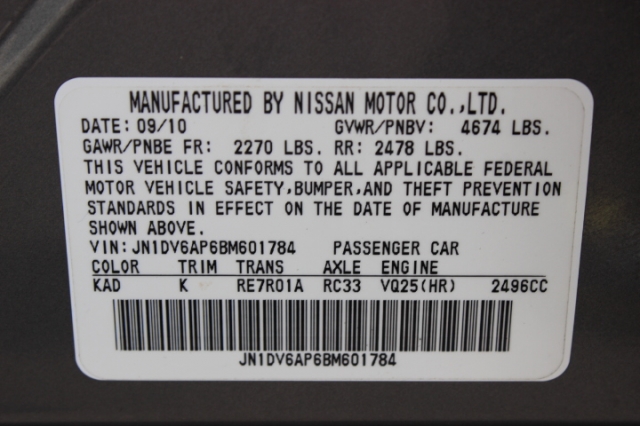 MANUFACTURED BY NISSAN MOTOR CO.,LTD.
DATE: 09/10 GVWR/PNBV: 4674 LBS.
GAWR/PNBE FR: 2270 LBS. RR: 2478 LBS.
THIS VEHICLE CONFORMS TO ALL APPLICABLE FEDERAL
MOTOR VEHICLE SAFETY,BUMPER,AND THEFT PREVENTION
STANDARDS IN EFFECT ON THE DATE OF MANUFACTURE
SHOWN ABOVE.
VIN: JN1DV6AP6BM601784 PASSENGER CAR
COLOR TRIM TRANS AXLE ENGINE
KAD K RE7R01A RC33 VQ25(HR) 2496CC
JN1DV6AP6BM601784